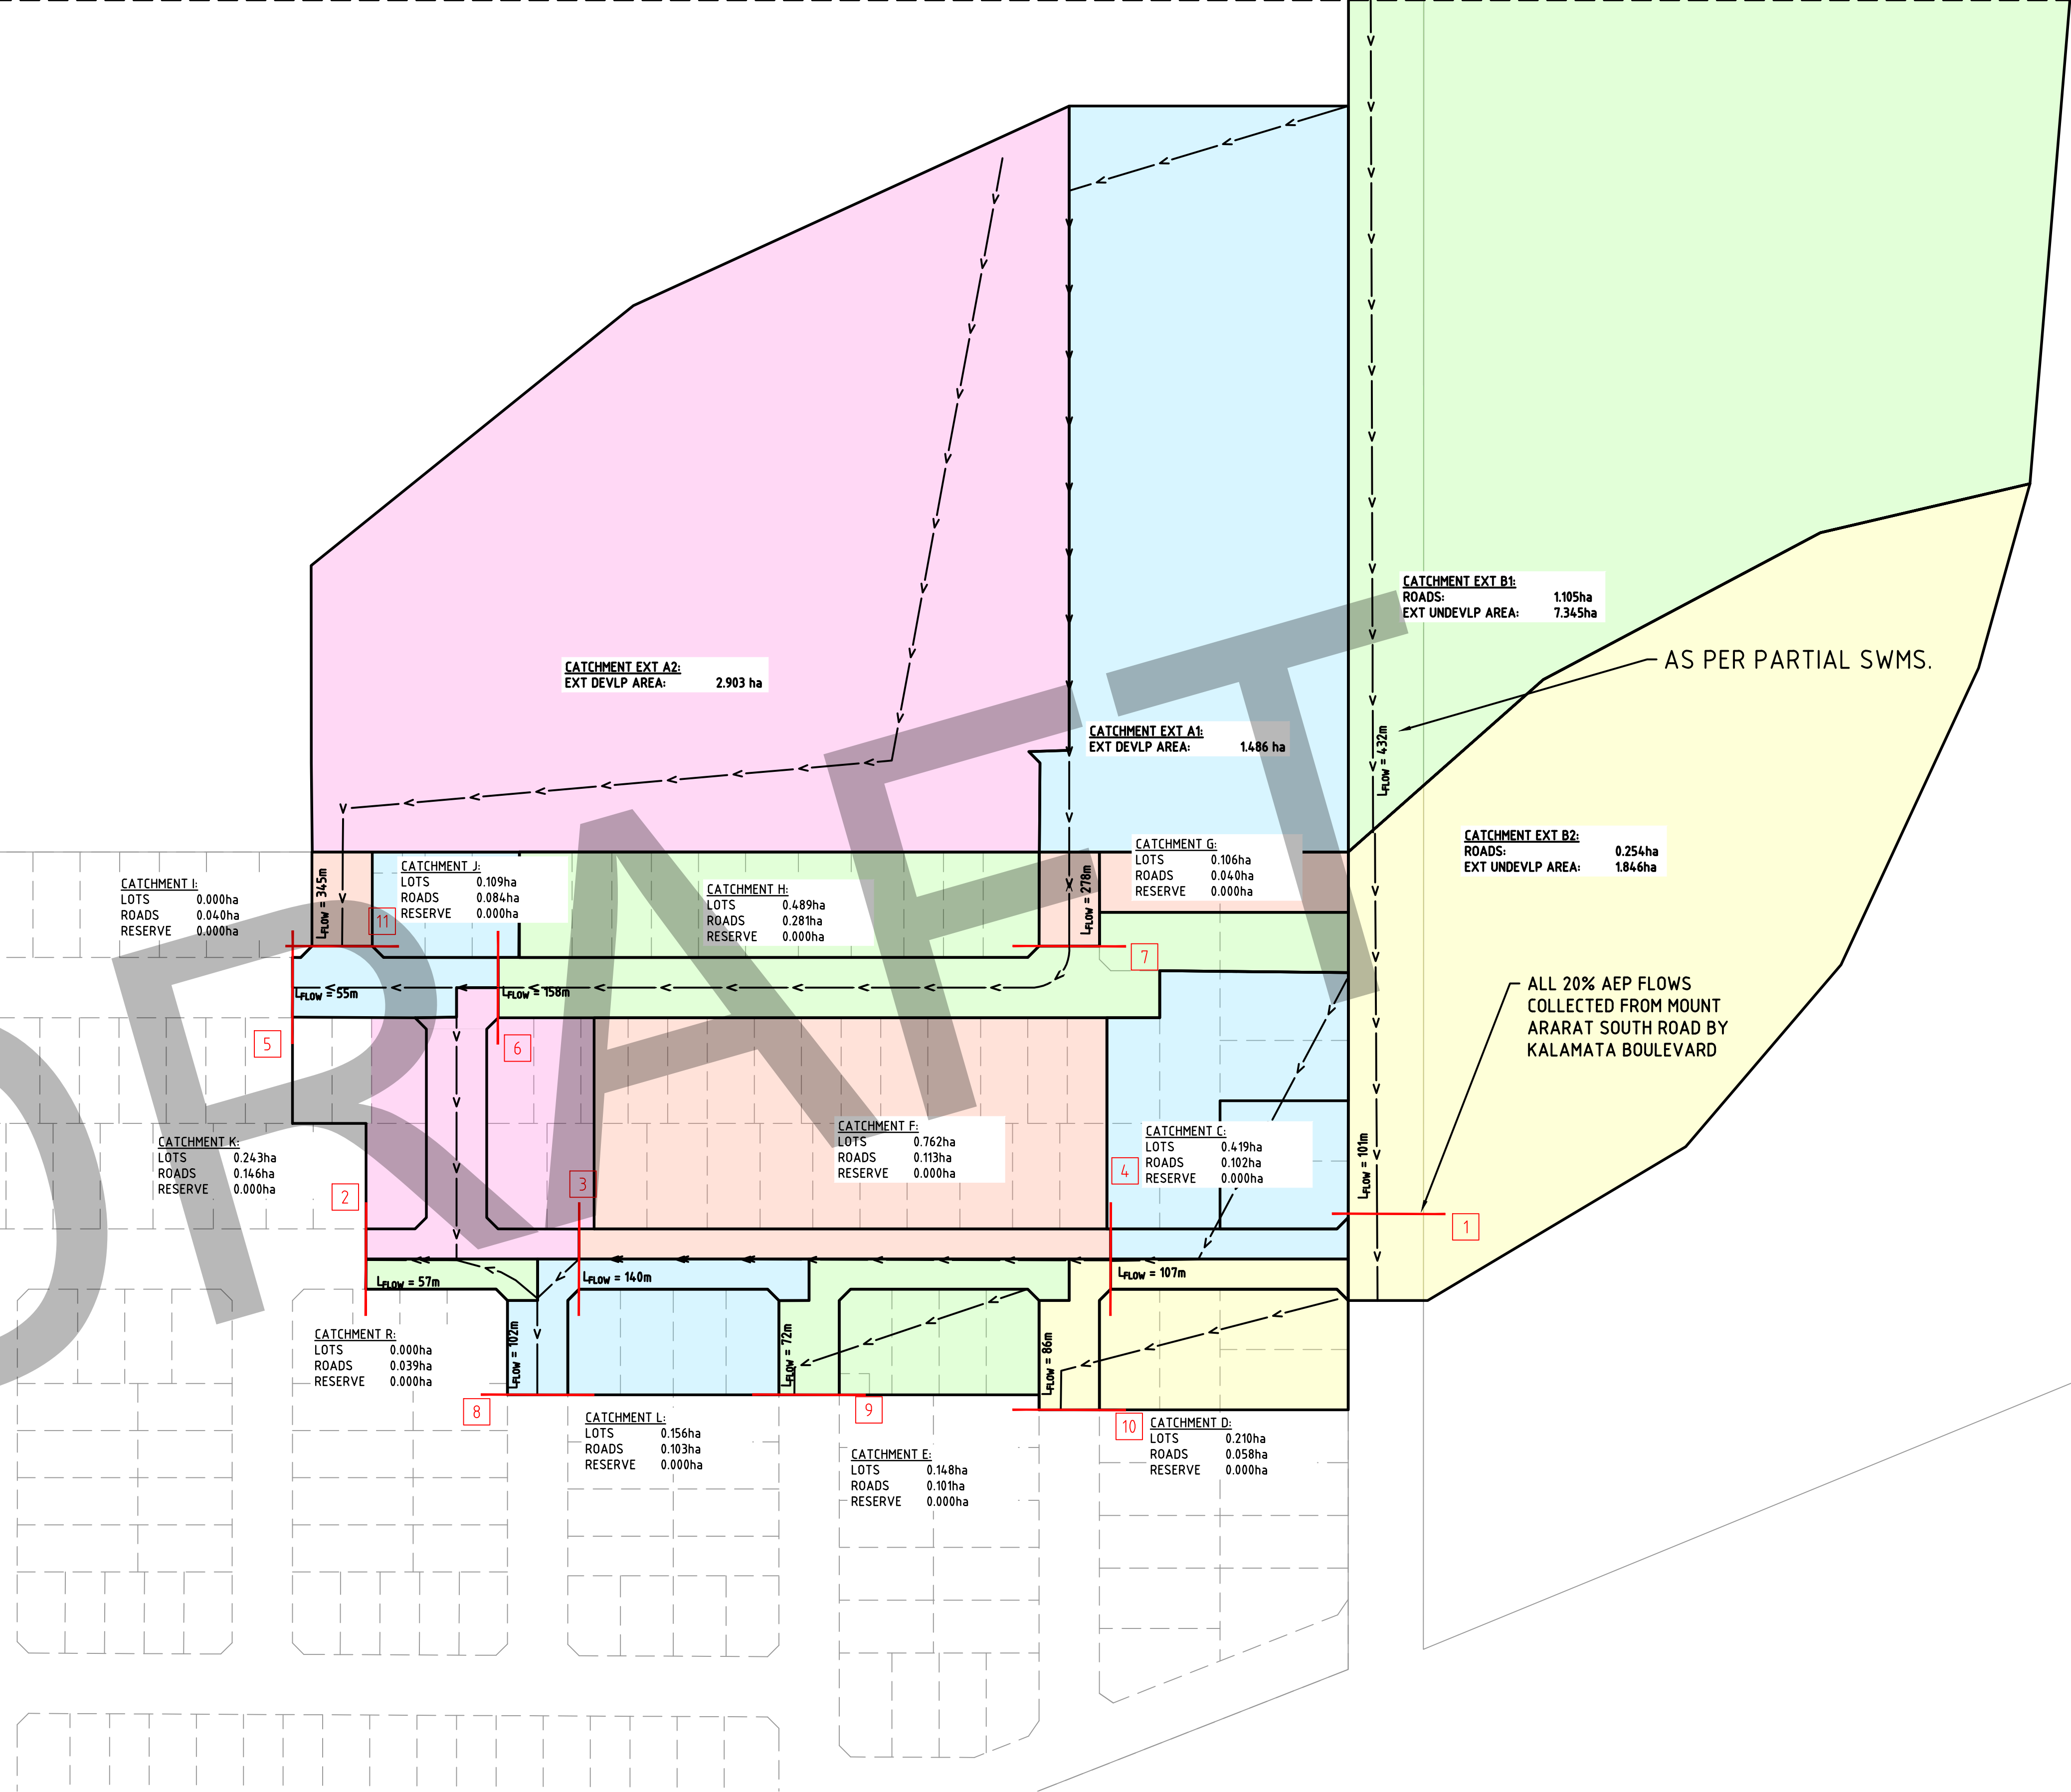 CATCHMENT EXT B1:
ROADS: 1.105ha
EXT UNDEVLP AREA: 7.345ha
AS PER PARTIAL SWMS.
CATCHMENT EXT A2:
EXT DEVLP AREA: 2.903 ha
CATCHMENT EXT A1:
EXT DEVLP AREA: 1.486 ha
LFLOW = 432m
CATCHMENT EXT B2:
ROADS: 0.254ha
EXT UNDEVLP AREA: 1.846ha
CATCHMENT G:
LOTS 0.106ha
ROADS 0.040ha
RESERVE 0.000ha
CATCHMENT J:
LOTS 0.109ha
ROADS 0.084ha
RESERVE 0.000ha
CATCHMENT I:
LOTS 0.000ha
ROADS 0.040ha
RESERVE 0.000ha
CATCHMENT H:
LOTS 0.489ha
ROADS 0.281ha
RESERVE 0.000ha
LFLOW = 345m
11
LFLOW = 278m
7
LFLOW = 55m
LFLOW = 158m
ALL 20% AEP FLOWS
COLLECTED FROM MOUNT
ARARAT SOUTH ROAD BY
KALAMATA BOULEVARD
5
6
CATCHMENT F:
LOTS 0.762ha
ROADS 0.113ha
RESERVE 0.000ha
CATCHMENT C:
LOTS 0.419ha
ROADS 0.102ha
RESERVE 0.000ha
CATCHMENT K:
LOTS 0.243ha
ROADS 0.146ha
RESERVE 0.000ha
2
3
4
LFLOW = 101m
1
LFLOW = 57m
LFLOW = 140m
LFLOW = 107m
CATCHMENT R:
LOTS 0.000ha
ROADS 0.039ha
RESERVE 0.000ha
LFLOW = 102m
LFLOW = 72m
LFLOW = 86m
8
9
10
CATCHMENT L:
LOTS 0.156ha
ROADS 0.103ha
RESERVE 0.000ha
CATCHMENT E:
LOTS 0.148ha
ROADS 0.101ha
RESERVE 0.000ha
CATCHMENT D:
LOTS 0.210ha
ROADS 0.058ha
RESERVE 0.000ha
DRAFT